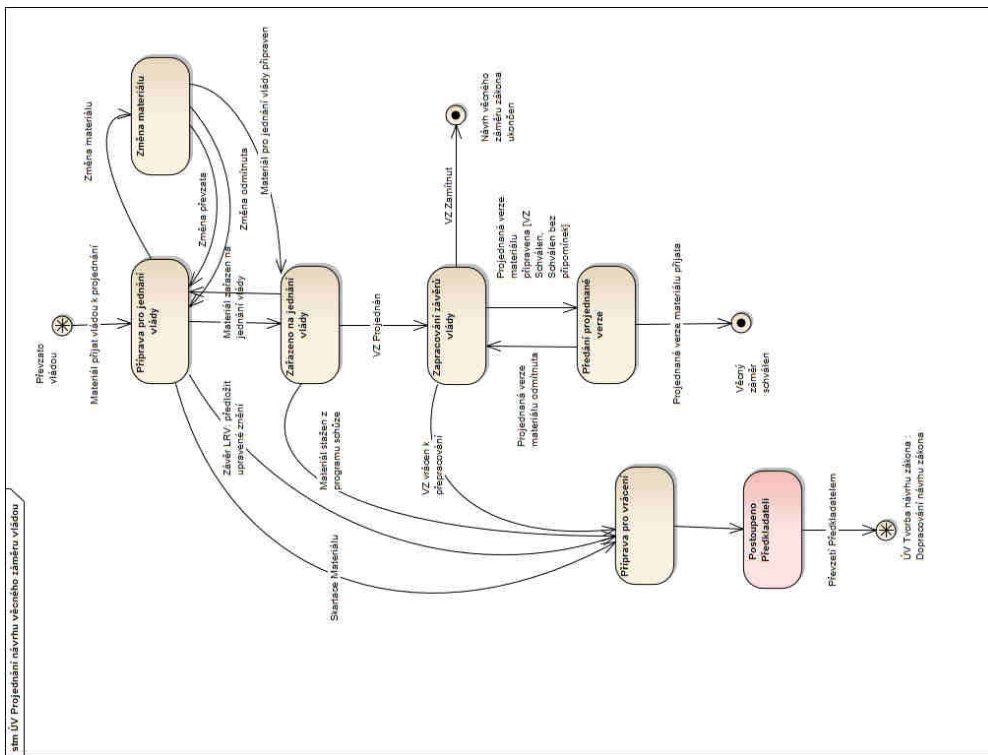 stm ÚV Projednání návrhu věcného záměru vládou
Převzato
vládou
Materiál přijat vládou k projednání
Změna materiálu
Změna materiálu
Příprava pro jednání
vlády
Změna převzata
Změna odmítnuta
Materiál pro jednání vlády připraven
Materiál zařazen na
jednání vlády
Závěr LRV: předložit
upravené znění
Skartace Materiálu
Zařazeno na jednání
vlády
Materiál stažen z
programu schůze
VZ Projednán
Zapracování závěrů
vlády
VZ Zamítnut
Návrh věcného
záměru zákona
ukončen
VZ vrácen k
přepracování
Projednaná verze
materiálu
připravena [VZ
Schválen,
Schválen bez
připomínek]
Projednaná verze
materiálu odmítnuta
Předání projednané
verze
Projednaná verze materiálu přijata
Věcný
záměr
schválen
Příprava pro vrácení
Postoupeno
Předkladateli
Převzetí Předkladatelem
ÚV Tvorba návrhu zákona :
Dopracování návrhu zákona